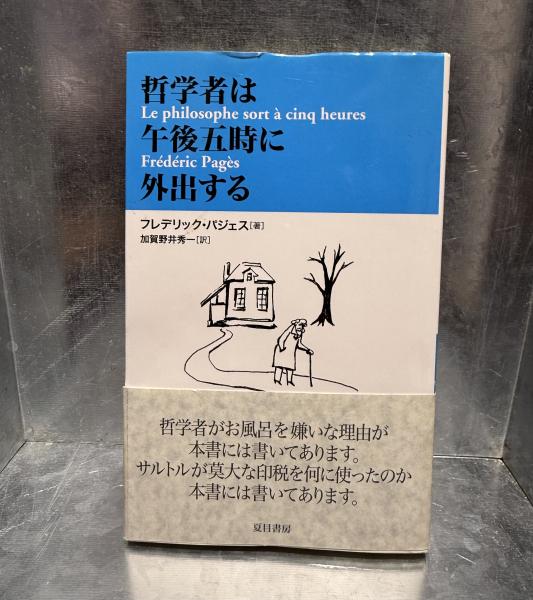 哲学者は
Le philosophe sort à cinq heures
午後五時に
Frédéric Pagès
外出する
フレデリック・パジェス[著]
加賀野井秀一[訳]
哲学者がお風呂を嫌いな理由が
本書には書いてあります。
サルトルが莫大な印税を何に使ったのか
本書には書いてあります。
夏目書房